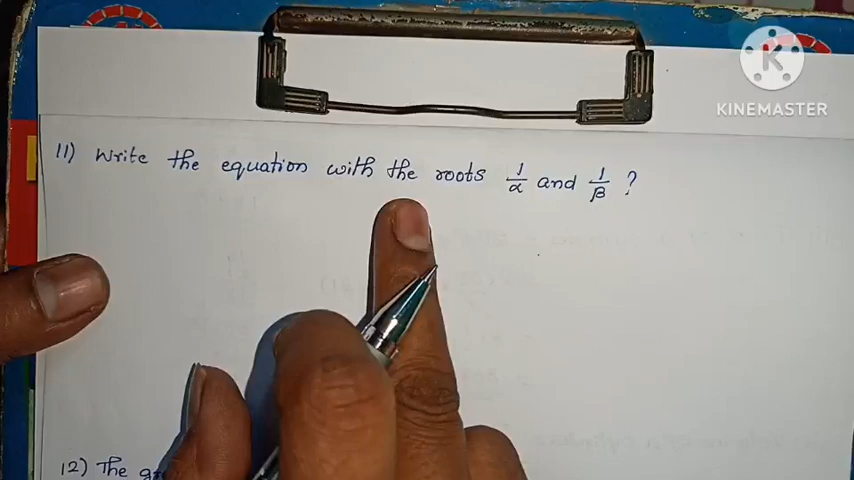 KINEMASTER
11) Write the equation with the roots 1/α and 1/β ?
12) The